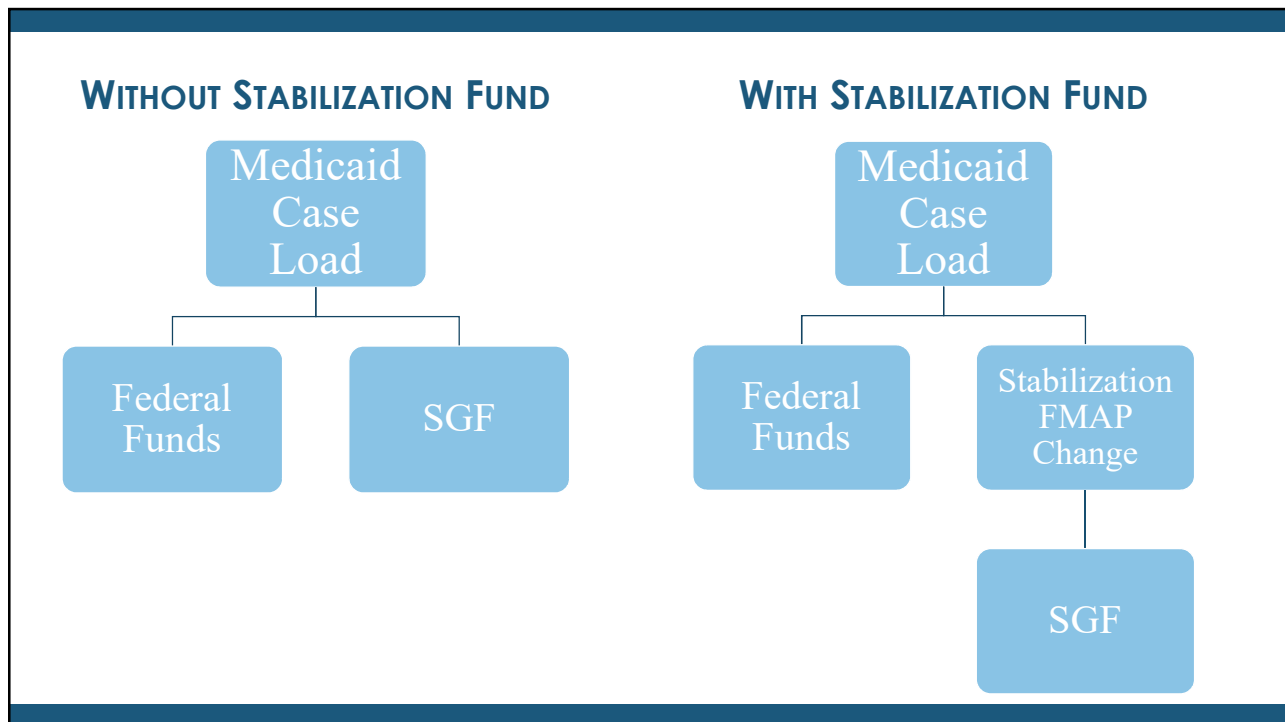 WITHOUT STABILIZATION FUND
Medicaid
Case
Load
Federal
Funds
SGF
WITH STABILIZATION FUND
Medicaid
Case
Load
Federal
Funds
Stabilization
FMAP
Change
SGF